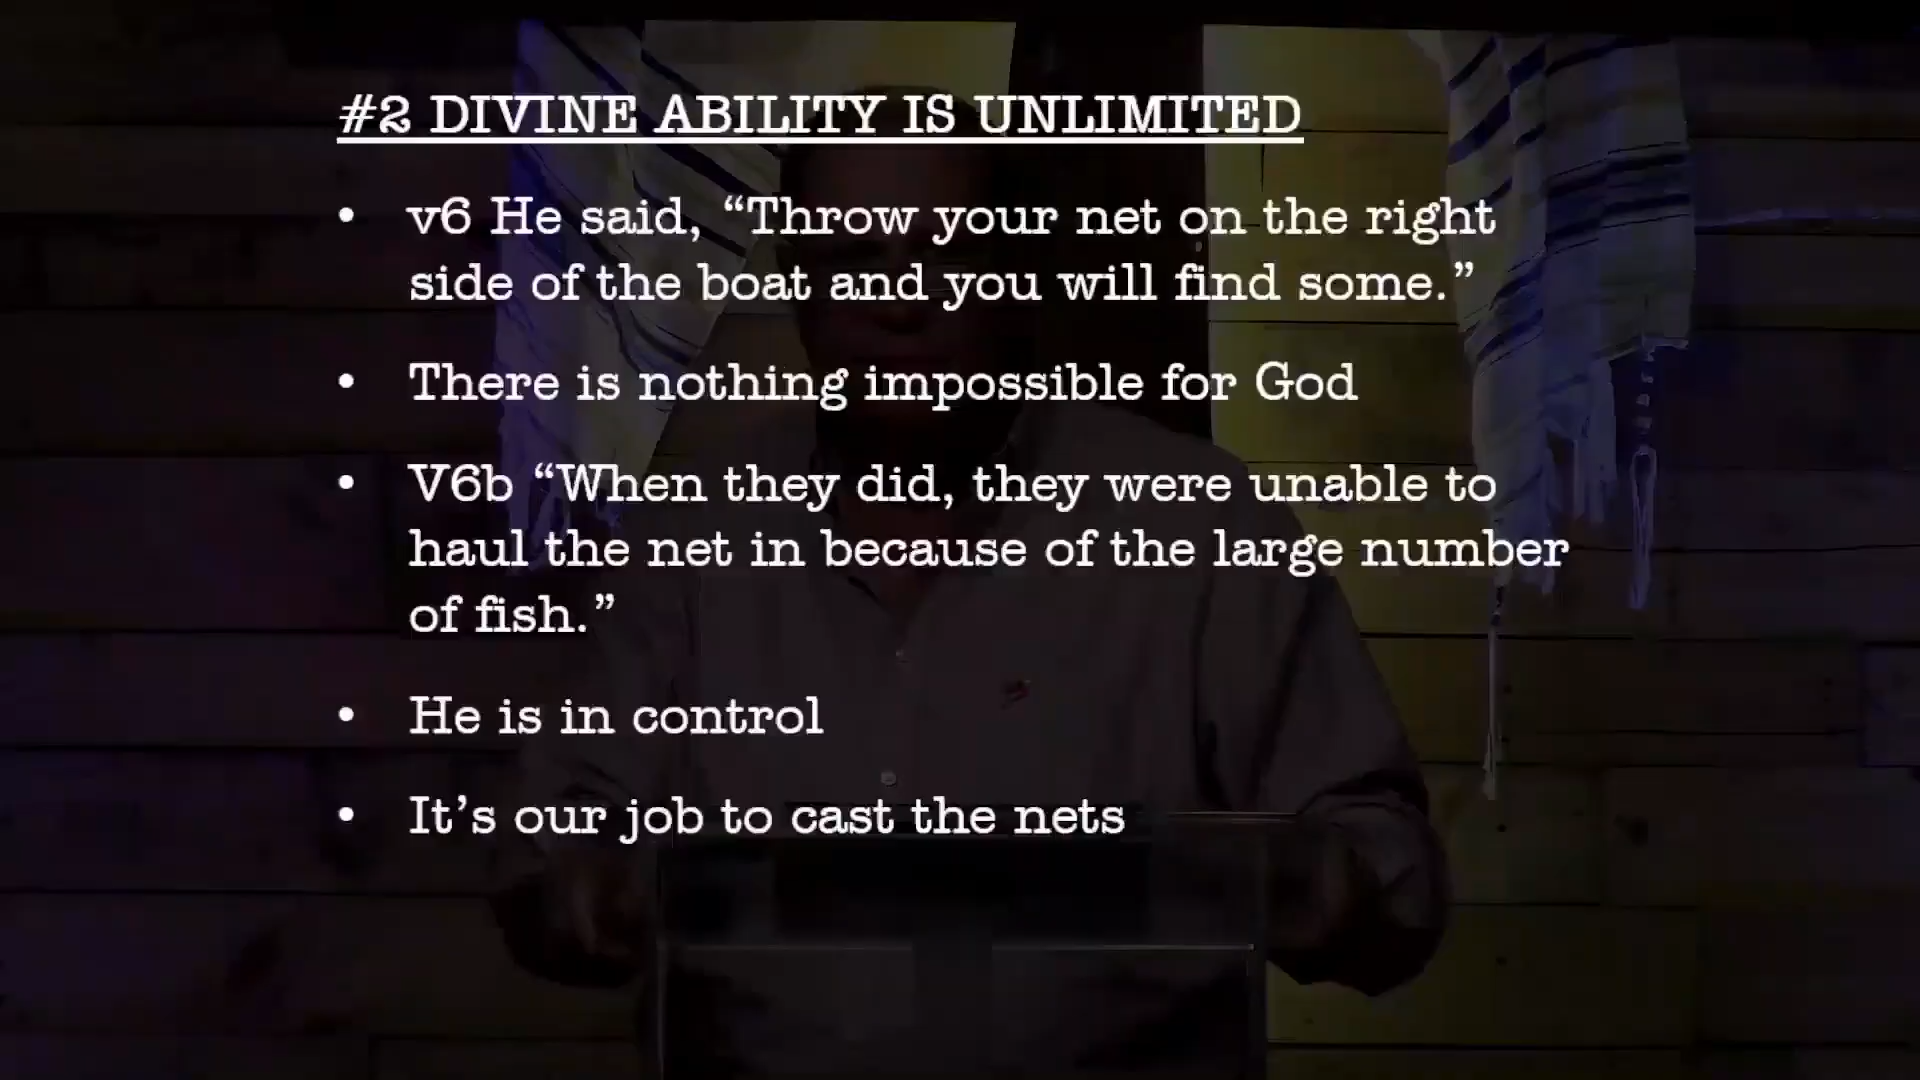 #2 DIVINE ABILITY IS UNLIMITED
• v6 He said, “Throw your net on the right
side of the boat and you will find some.”
• There is nothing impossible for God
• V6b “When they did, they were unable to
haul the net in because of the large number
of fish.”
• He is in control
• It’s our job to cast the nets